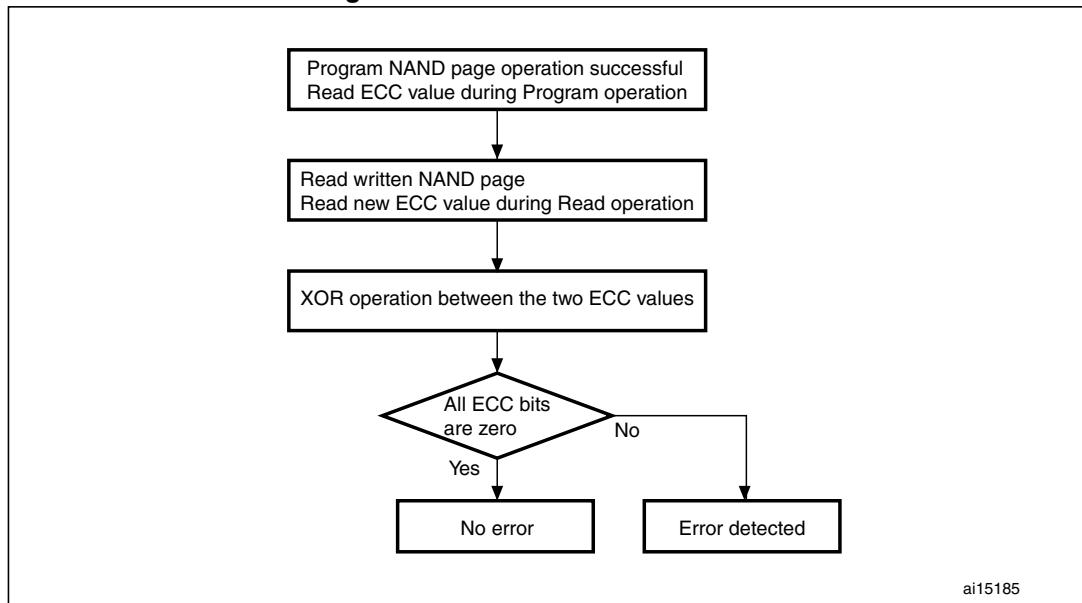 Program NAND page operation successful
Read ECC value during Program operation
Read written NAND page
Read new ECC value during Read operation
XOR operation between the two ECC values
All ECC bits
are zero
No
Yes
No error
Error detected
ai15185